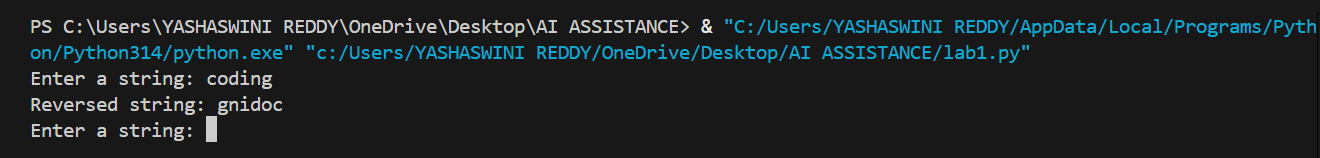 PS C:\Users\YASHASWINI REDDY\OneDrive\Desktop\AI ASSISTANCE> & "C:/Users/YASHASWINI REDDY/AppData/Local/Programs/Pyth
on/Python314/python.exe" "c:/Users/YASHASWINI REDDY/OneDrive/Desktop/AI ASSISTANCE/lab1.py"
Enter a string: coding
Reversed string: gnidoc
Enter a string: